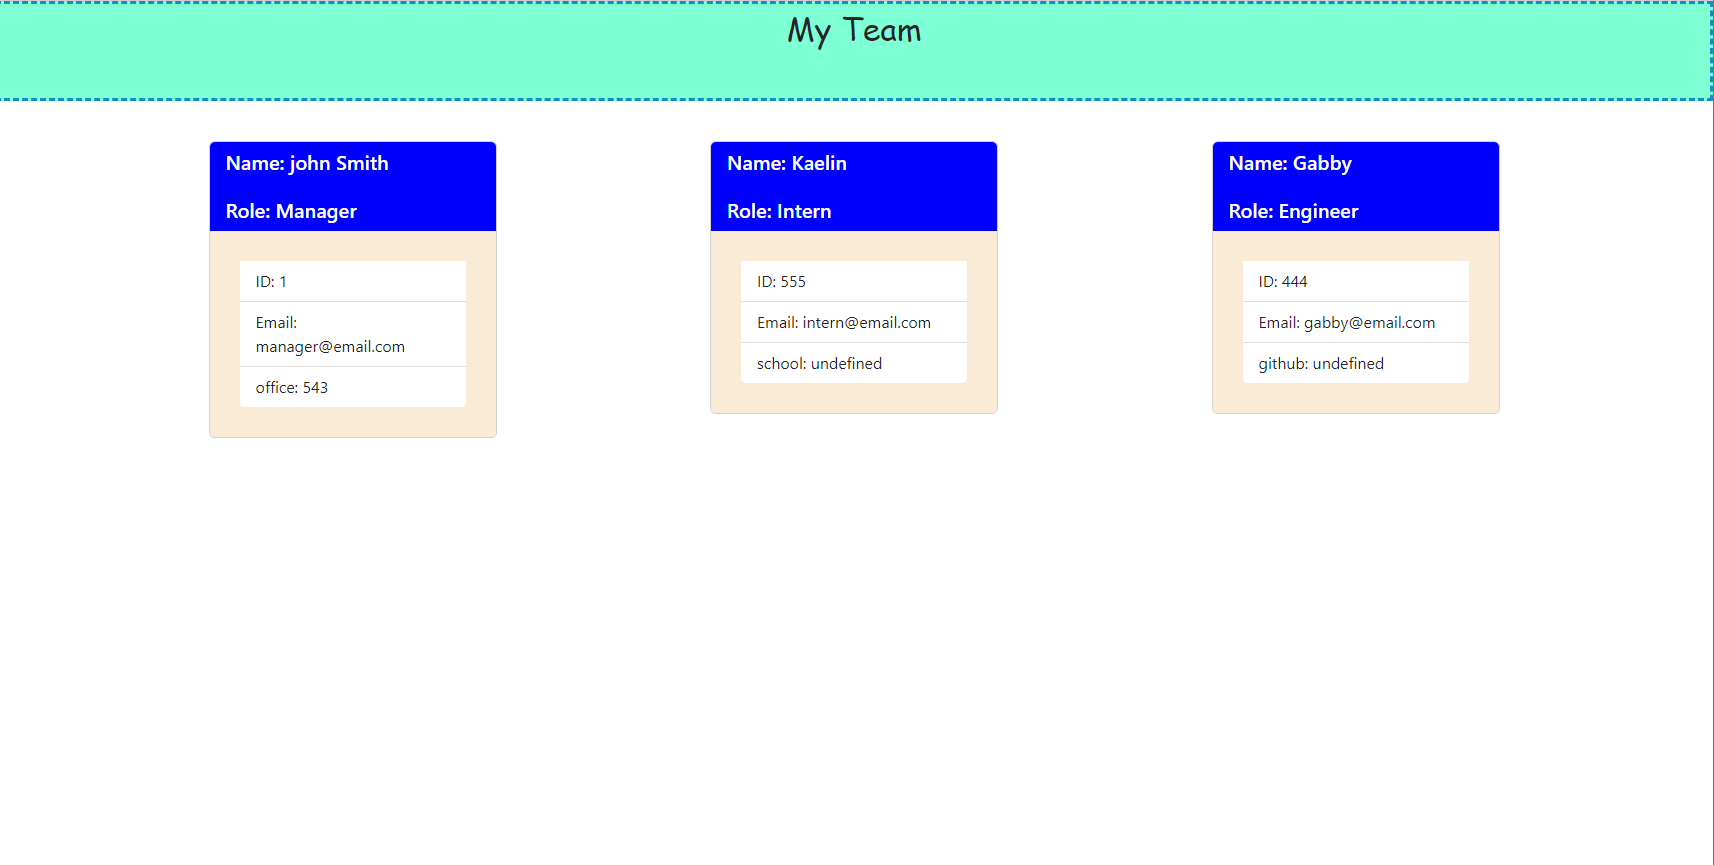 My Team
Name: john Smith
Role: Manager
ID: 1
Email:
manager@email.com
office: 543
Name: Kaelin
Role: Intern
ID: 555
Email: intern@email.com
school: undefined
Name: Gabby
Role: Engineer
ID: 444
Email: gabby@email.com
github: undefined